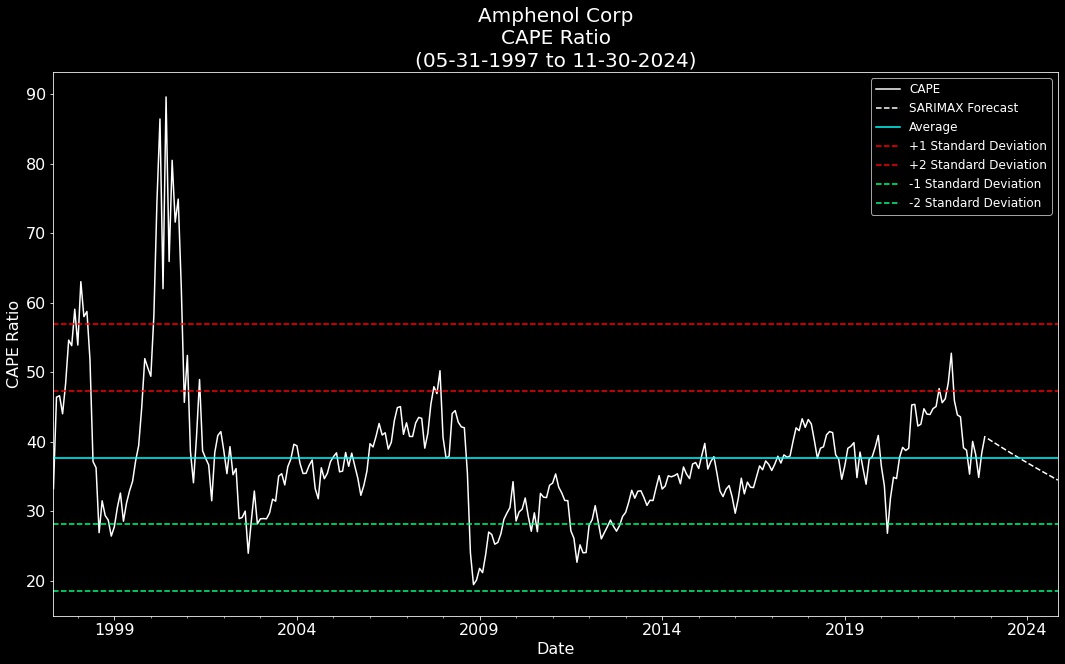 Amphenol Corp
CAPE Ratio
(05-31-1997 to 11-30-2024)
CAPE
SARIMAX Forecast
Average
+1 Standard Deviation
+2 Standard Deviation
-1 Standard Deviation
-2 Standard Deviation
CAPE Ratio
90
80
70
60
50
40
30
20
1999
2004
2009
2014
2019
2024
Date